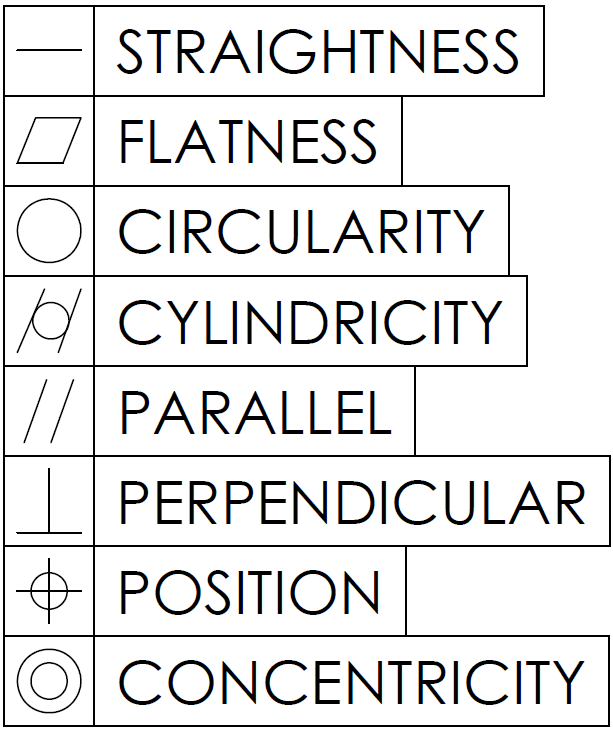 STRAIGHTNESS
FLATNESS
CIRCULARITY
CYLINDRICITY
PARALLEL
PERPENDICULAR
POSITION
CONCENTRICITY